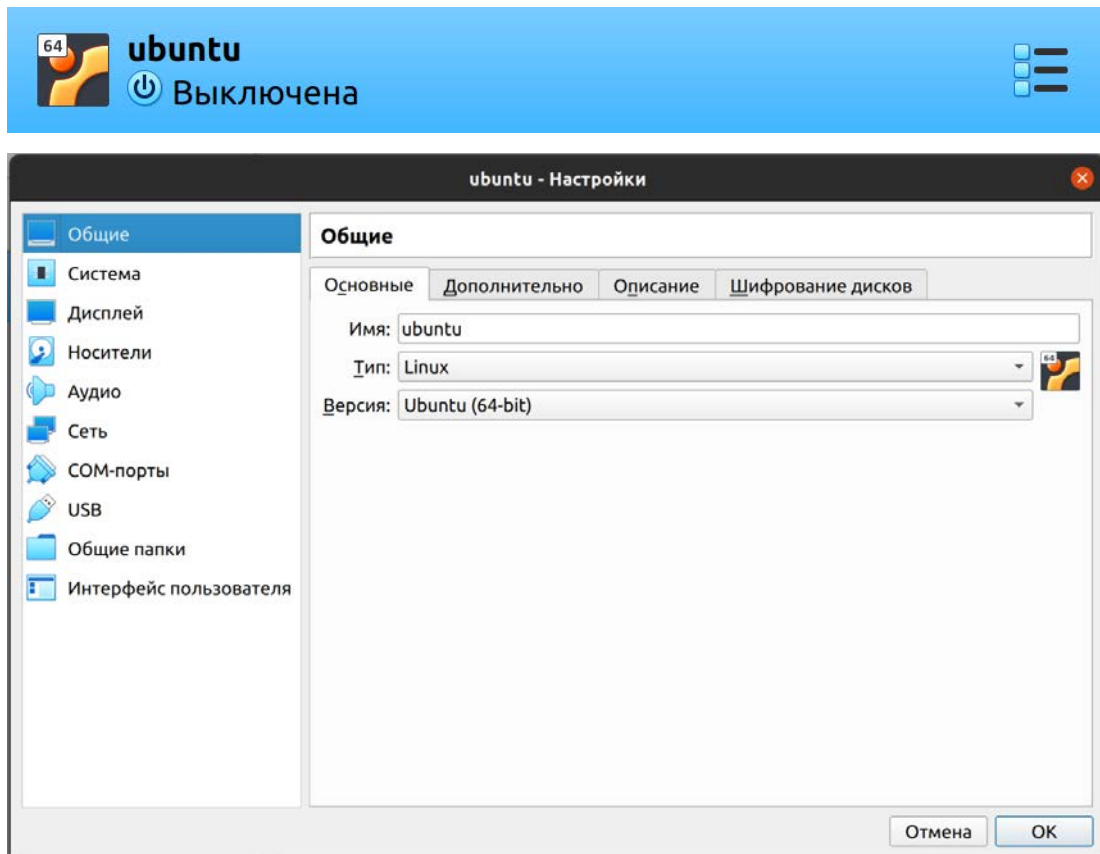 64
ubuntu
Выключена
ubuntu - Настройки
Общие
Система
Дисплей
Носители
Аудио
Сеть
COM-порты
USB
Общие папки
Интерфейс пользователя
Общие
Основные Дополнительно Описание Шифрование дисков
Имя: ubuntu
Тип: Linux
64
Версия: Ubuntu (64-bit)
Отмена OK